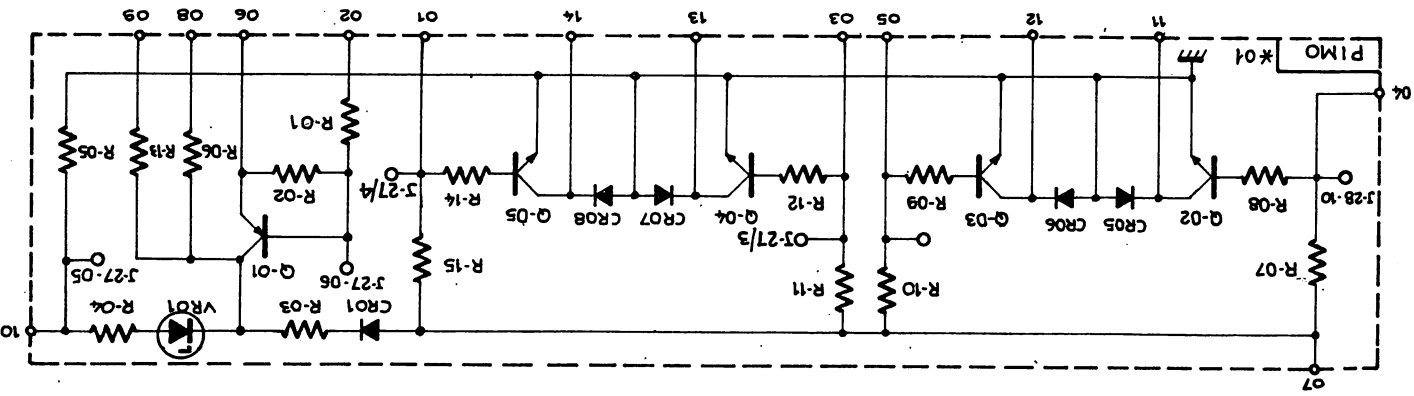 07
R-07
R-10
R-11
R-15
CR01
R-03
VR01
R-04
10
J-27/3
J-27-06
Q-01
J-27-05
J-28-10
R-08
Q-02
CR05
CR06
Q-03
R-09
R-12
Q-04
CR07
CR08
Q-05
R-14
J-27/4
R-02
R-01
R-06
R-13
R-05
04
PIMO
*01
11
12
05
03
13
14
01
02
06
08
09